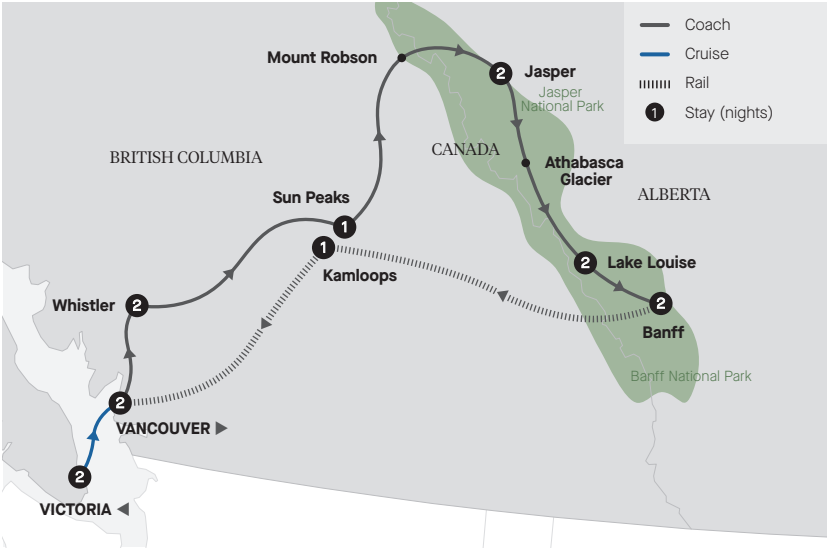 Coach
Cruise
Rail
1 Stay (nights)
Mount Robson
2 Jasper
Jasper
National Park
BRITISH COLUMBIA
CANADA
Athabasca
Glacier
ALBERTA
Sun Peaks
1
1
Kamloops
2 Lake Louise
Whistler 2
2
Banff
Banff National Park
2
VANCOUVER
2
VICTORIA